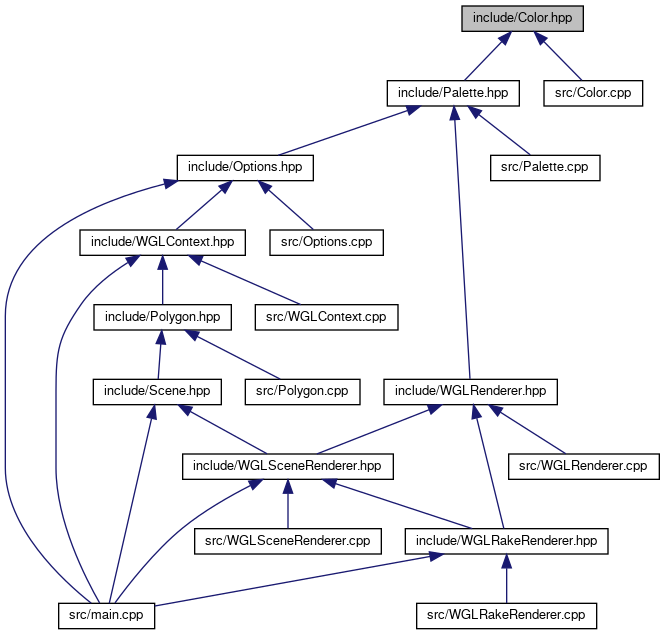 include/Color.hpp
include/Palette.hpp
src/Color.cpp
include/Options.hpp
src/Palette.cpp
include/WGLContext.hpp
src/Options.cpp
include/Polygon.hpp
src/WGLContext.cpp
include/Scene.hpp
src/Polygon.cpp
include/WGLRenderer.hpp
include/WGLSceneRenderer.hpp
src/WGLRenderer.cpp
src/WGLSceneRenderer.cpp
include/WGLRakeRenderer.hpp
src/main.cpp
src/WGLRakeRenderer.cpp